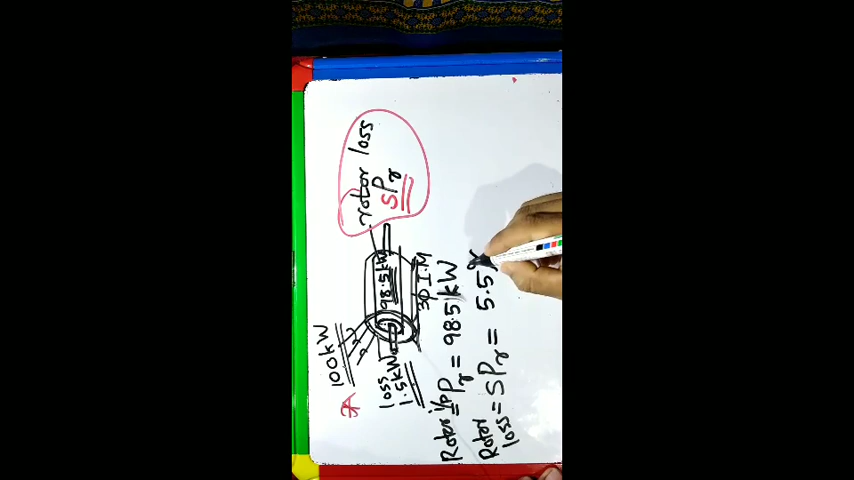 100kW
loss
1.5kW
98.5kW
3φ I.M
rotor loss
SPr
Rotor i/p Pr = 98.5kW
Rotor
loss = SPr = 5.5%